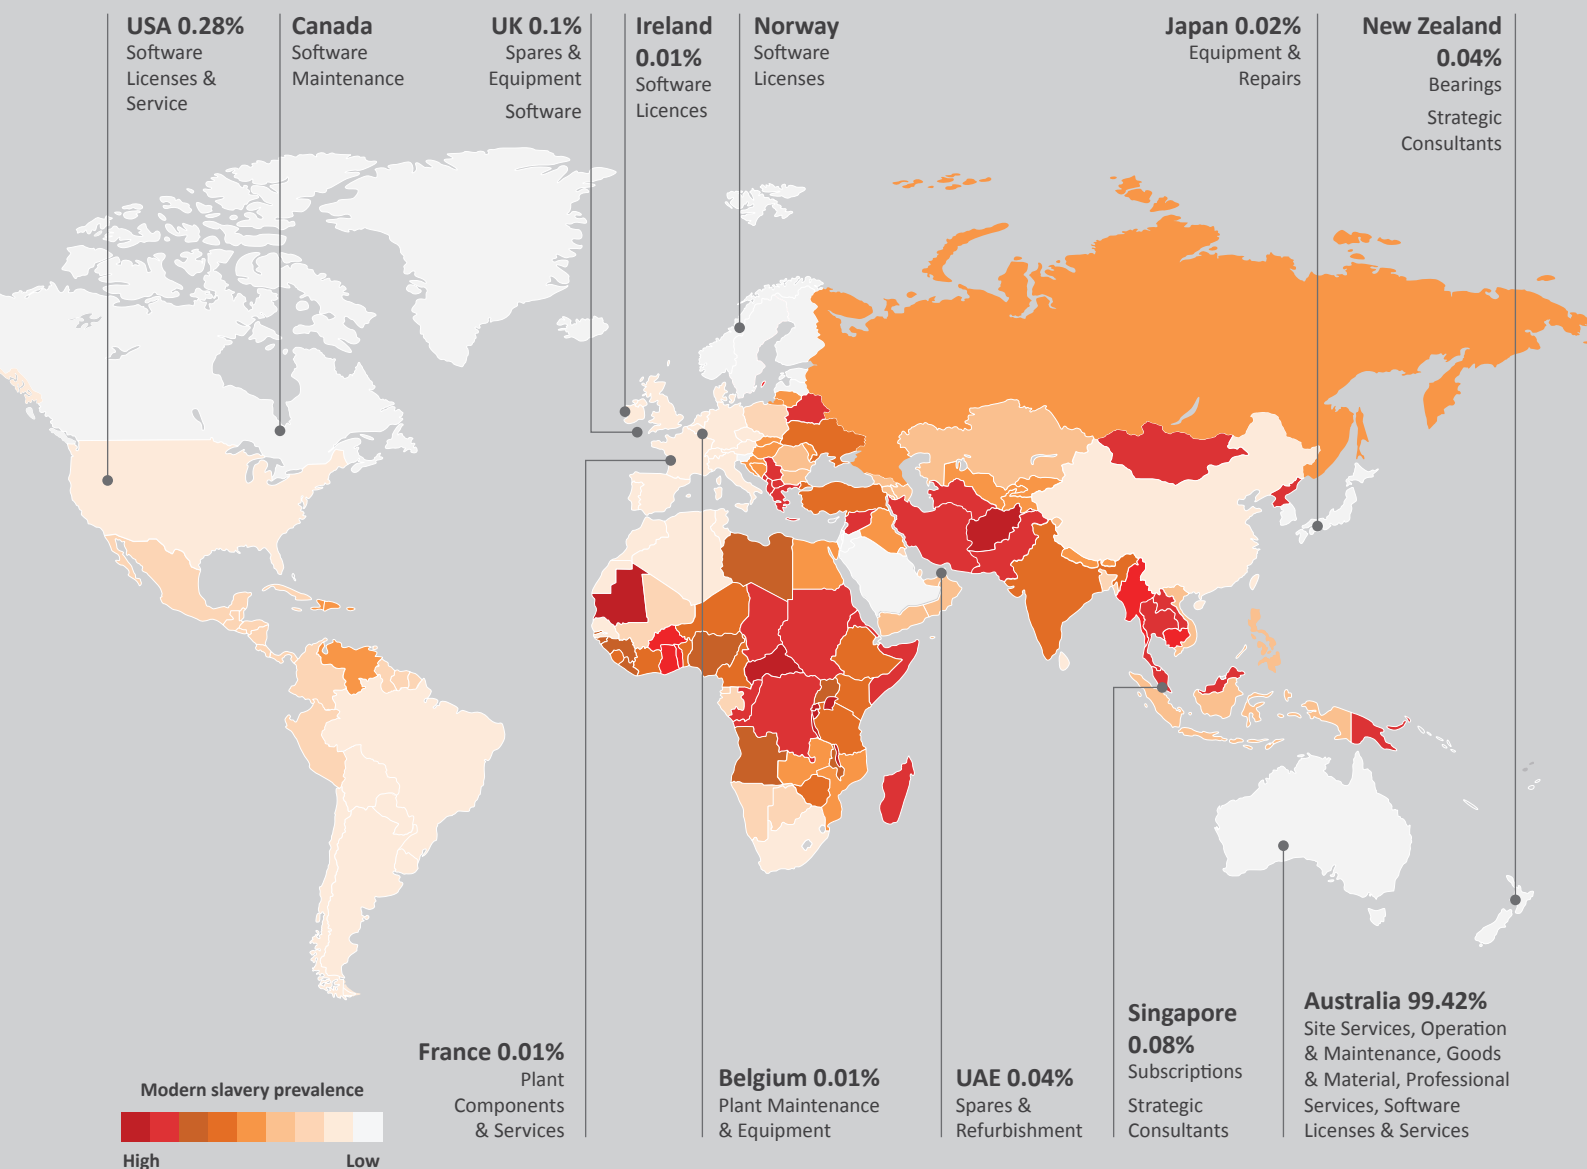 USA 0.28%
Software
Licenses &
Service
Canada
Software
Maintenance
UK 0.1%
Spares &
Equipment
Software
Ireland
0.01%
Software
Licences
Norway
Software
Licenses
Japan 0.02%
Equipment &
Repairs
New Zealand
0.04%
Bearings
Strategic
Consultants
France 0.01%
Plant
Components
& Services
Belgium 0.01%
Plant Maintenance
& Equipment
UAE 0.04%
Spares &
Refurbishment
Singapore
0.08%
Subscriptions
Strategic
Consultants
Australia 99.42%
Site Services, Operation
& Maintenance, Goods
& Material, Professional
Services, Software
Licenses & Services
Modern slavery prevalence
High
Low